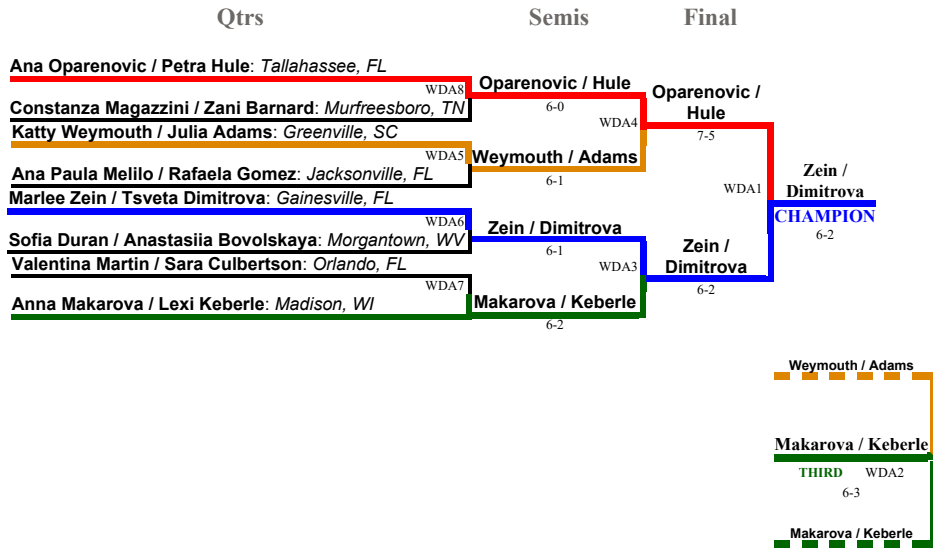 Qtrs Semis Final
Ana Oparenovic / Petra Hule: Tallahassee, FL
WDA8
Constanza Magazzini / Zani Barnard: Murfreesboro, TN
Katty Weymouth / Julia Adams: Greenville, SC
WDA5
Ana Paula Melilo / Rafaela Gomez: Jacksonville, FL
Marlee Zein / Tsveta Dimitrova: Gainesville, FL
WDA6
Sofia Duran / Anastasiia Bovolskaya: Morgantown, WV
Valentina Martin / Sara Culbertson: Orlando, FL
WDA7
Anna Makarova / Lexi Keberle: Madison, WI
Oparenovic / Hule
6-0
WDA4
Weymouth / Adams
6-1
Zein / Dimitrova
6-1
WDA3
Makarova / Keberle
6-2
Oparenovic /
Hule
7-5
WDA1
Zein /
Dimitrova
6-2
Zein /
Dimitrova
CHAMPION
6-2
Weymouth / Adams
Makarova / Keberle
THIRD WDA2
6-3
Makarova / Keberle